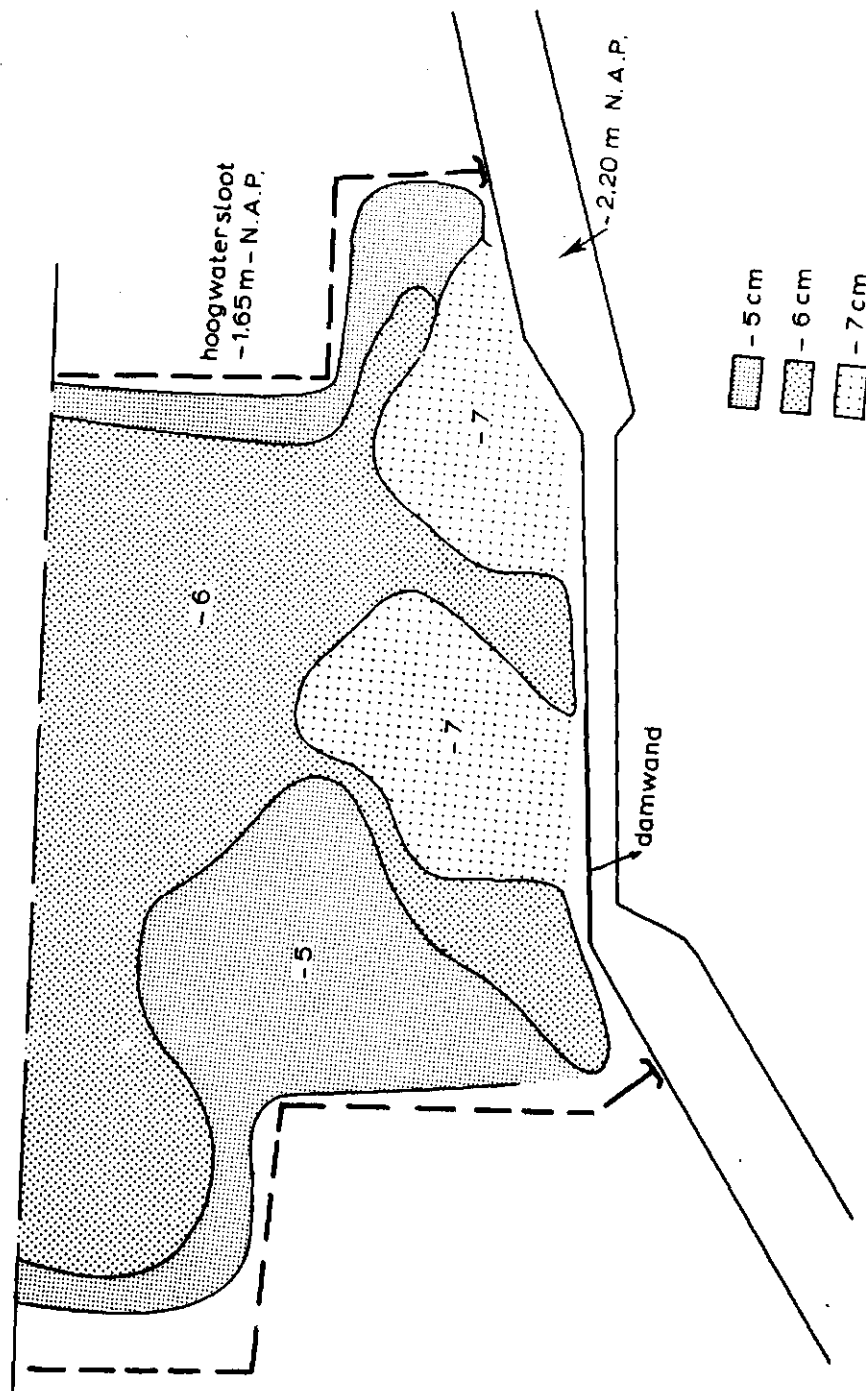 hoogwatersloot
-1.65 m - N.A.P.
-2.20 m N.A.P.
-6
-7
-7
-5
damwand
-5 cm
-6 cm
-7 cm